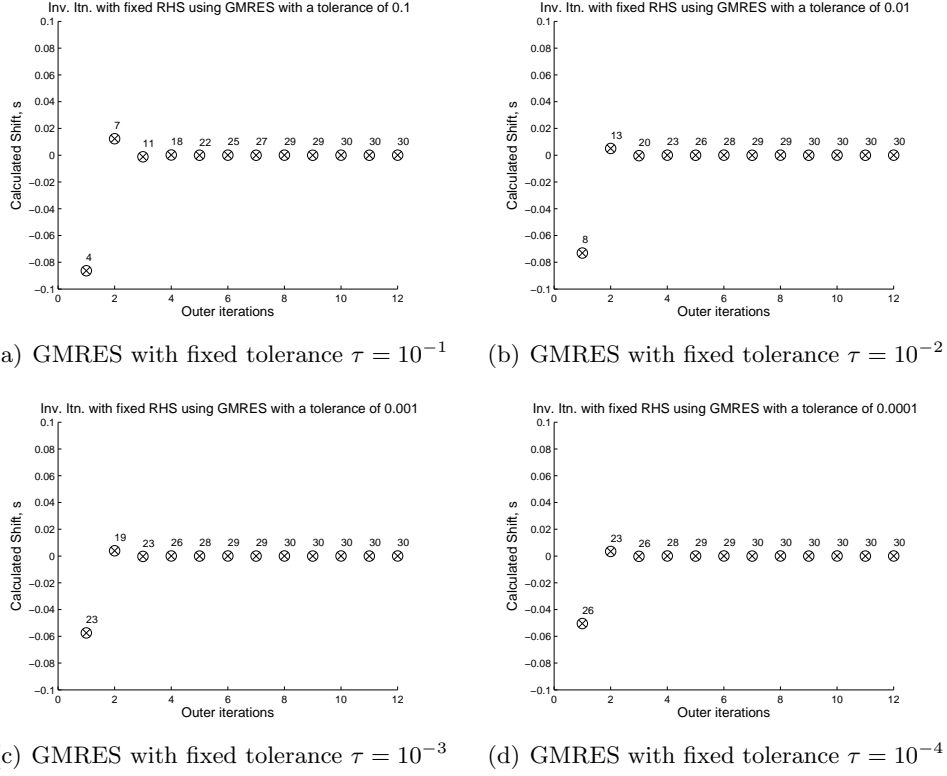 Inv. Itn. with fixed RHS using GMRES with a tolerance of 0.1
Calculated Shift, s
0.1
0.08
0.06
0.04
0.02
0
−0.02
−0.04
−0.06
−0.08
−0.1
4 7 11 18 22 25 27 29 29 30 30 30
0 2 4 6 8 10 12
Outer iterations
a) GMRES with fixed tolerance τ = 10⁻¹
Inv. Itn. with fixed RHS using GMRES with a tolerance of 0.01
Calculated Shift, s
0.1
0.08
0.06
0.04
0.02
0
−0.02
−0.04
−0.06
−0.08
−0.1
8 13 20 23 26 28 29 29 30 30 30 30
0 2 4 6 8 10 12
Outer iterations
(b) GMRES with fixed tolerance τ = 10⁻²
Inv. Itn. with fixed RHS using GMRES with a tolerance of 0.001
Calculated Shift, s
0.1
0.08
0.06
0.04
0.02
0
−0.02
−0.04
−0.06
−0.08
−0.1
23 19 23 26 28 29 29 30 30 30 30 30
0 2 4 6 8 10 12
Outer iterations
c) GMRES with fixed tolerance τ = 10⁻³
Inv. Itn. with fixed RHS using GMRES with a tolerance of 0.0001
Calculated Shift, s
0.1
0.08
0.06
0.04
0.02
0
−0.02
−0.04
−0.06
−0.08
−0.1
26 23 26 28 29 29 30 30 30 30 30 30
0 2 4 6 8 10 12
Outer iterations
(d) GMRES with fixed tolerance τ = 10⁻⁴